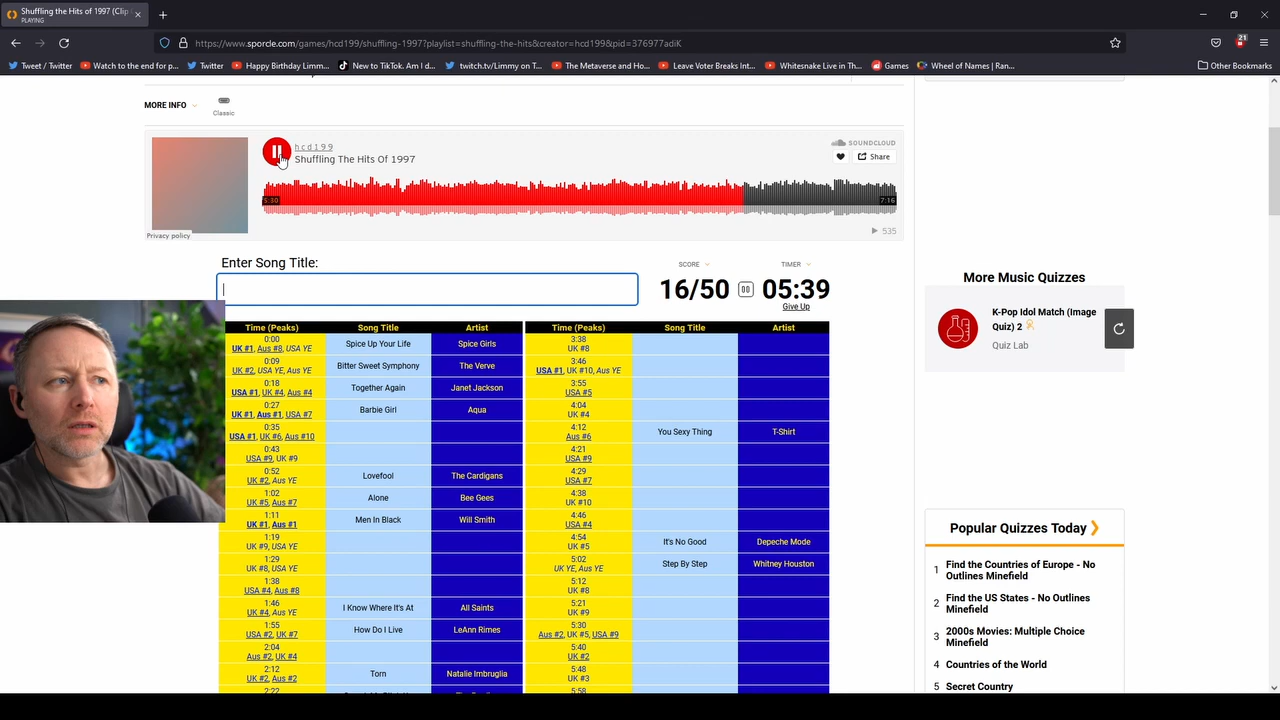 Shuffling the Hits of 1997 (Clip
PLAYING
https://www.sporcle.com/games/hcd199/shuffling-1997?playlist=shuffling-the-hits&creator=hcd199&pid=376977adiK
21
Tweet / Twitter
Watch to the end for p...
Twitter
Happy Birthday Limm...
New to TikTok. Am I d...
twitch.tv/Limmy on T...
The Metaverse and Ho...
Leave Voter Breaks Int...
Whitesnake Live in Th...
Games
Wheel of Names | Ran...
Other Bookmarks
MORE INFO
Classic
hcd199
Shuffling The Hits Of 1997
SOUNDCLOUD
Share
5:30
7:16
Privacy policy
535
Enter Song Title:
SCORE
TIMER
16/50
05:39
Give Up
Time (Peaks) Song Title Artist
0:00
UK #1, Aus #8, USA YE
Spice Up Your Life
Spice Girls
0:09
UK #2, USA YE, Aus YE
Bitter Sweet Symphony
The Verve
0:18
USA #1, UK #4, Aus #4
Together Again
Janet Jackson
0:27
UK #1, Aus #1, USA #7
Barbie Girl
Aqua
0:35
USA #1, UK #6, Aus #10
0:43
USA #9, UK #9
0:52
UK #2, Aus YE
Lovefool
The Cardigans
1:02
UK #5, Aus #7
Alone
Bee Gees
1:11
UK #1, Aus #1
Men In Black
Will Smith
1:19
UK #9, USA YE
1:29
UK #8, USA YE
1:38
USA #4, Aus #8
1:46
UK #4, Aus YE
I Know Where It's At
All Saints
1:55
USA #2, UK #7
How Do I Live
LeAnn Rimes
2:04
Aus #2, UK #4
2:12
UK #2, Aus #2
Torn
Natalie Imbruglia
2:22
Time (Peaks) Song Title Artist
3:38
UK #8
3:46
USA #1, UK #10, Aus YE
3:55
USA #5
4:04
UK #4
4:12
Aus #6
You Sexy Thing
T-Shirt
4:21
USA #9
4:29
USA #7
4:38
UK #10
4:46
USA #4
4:54
UK #5
It's No Good
Depeche Mode
5:02
UK YE, Aus YE
Step By Step
Whitney Houston
5:12
UK #8
5:21
UK #9
5:30
Aus #2, UK #5, USA #9
5:40
UK #2
5:48
UK #3
5:58
More Music Quizzes
K-Pop Idol Match (Image
Quiz) 2
Quiz Lab
Popular Quizzes Today
1 Find the Countries of Europe - No
Outlines Minefield
2 Find the US States - No Outlines
Minefield
3 2000s Movies: Multiple Choice
Minefield
4 Countries of the World
5 Secret Country